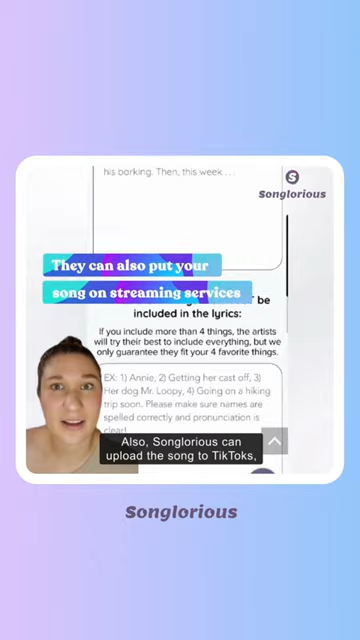 his barking. Then, this week . . .
Songlorious
They can also put your
song on streaming services
be
included in the lyrics:
If you include more than 4 things, the artists
will try their best to include everything, but we
only guarantee they fit your 4 favorite things.
EX: 1) Annie, 2) Getting her cast off, 3)
Her dog Mr. Loopy, 4) Going on a hiking
trip soon. Please make sure names are
spelled correctly and pronunciation is
clear!
Also, Songlorious can
upload the song to TikToks,
Songlorious